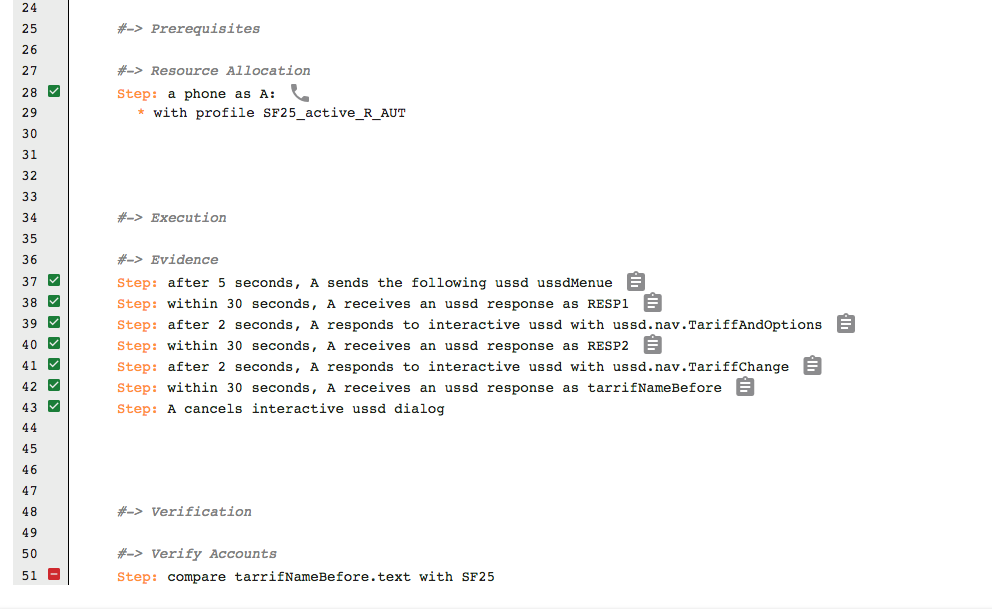 24
25 #-> Prerequisites
26
27 #-> Resource Allocation
28 Step: a phone as A:
29 * with profile SF25_active_R_AUT
30
31
32
33
34 #-> Execution
35
36 #-> Evidence
37 Step: after 5 seconds, A sends the following ussd ussdMenue
38 Step: within 30 seconds, A receives an ussd response as RESP1
39 Step: after 2 seconds, A responds to interactive ussd with ussd.nav.TariffAndOptions
40 Step: within 30 seconds, A receives an ussd response as RESP2
41 Step: after 2 seconds, A responds to interactive ussd with ussd.nav.TariffChange
42 Step: within 30 seconds, A receives an ussd response as tarrifNameBefore
43 Step: A cancels interactive ussd dialog
44
45
46
47
48 #-> Verification
49
50 #-> Verify Accounts
51 Step: compare tarrifNameBefore.text with SF25